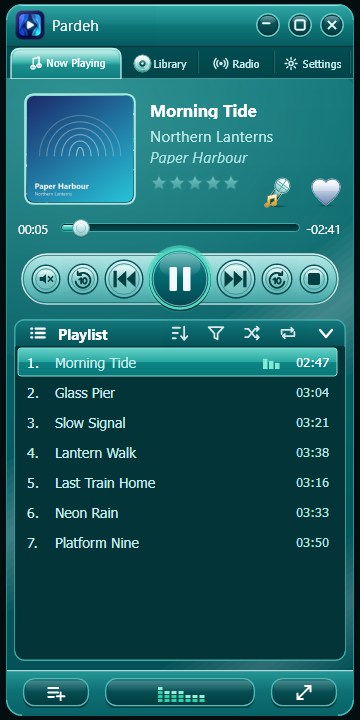 Pardeh
Now Playing Library Radio Settings
Morning Tide
Northern Lanterns
Paper Harbour
Paper Harbour
Northern Lanterns
00:05 -02:41
10 10
Playlist
1. Morning Tide 02:47
2. Glass Pier 03:04
3. Slow Signal 03:21
4. Lantern Walk 03:38
5. Last Train Home 03:16
6. Neon Rain 03:33
7. Platform Nine 03:50